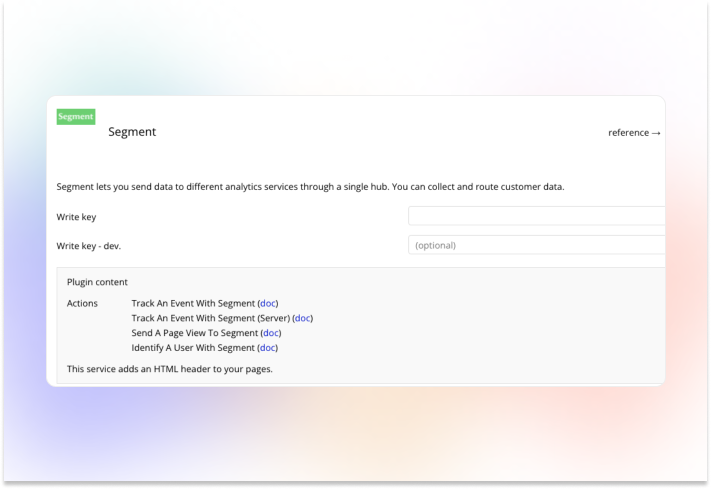 Segment
Segment
reference →
Segment lets you send data to different analytics services through a single hub. You can collect and route customer data.
Write key
Write key - dev.
(optional)
Plugin content
Actions
Track An Event With Segment (doc)
Track An Event With Segment (Server) (doc)
Send A Page View To Segment (doc)
Identify A User With Segment (doc)
This service adds an HTML header to your pages.